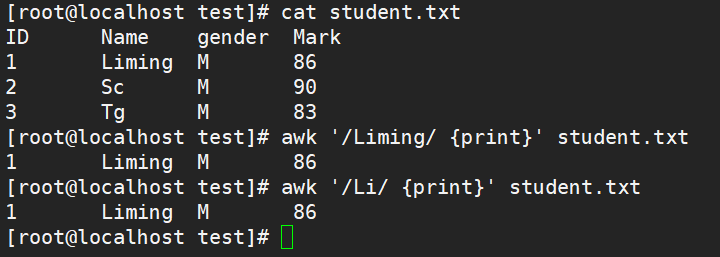 [root@localhost test]# cat student.txt
ID      Name    gender  Mark
1       Liming  M       86
2       Sc      M       90
3       Tg      M       83
[root@localhost test]# awk '/Liming/ {print}' student.txt
1       Liming  M       86
[root@localhost test]# awk '/Li/ {print}' student.txt
1       Liming  M       86
[root@localhost test]#